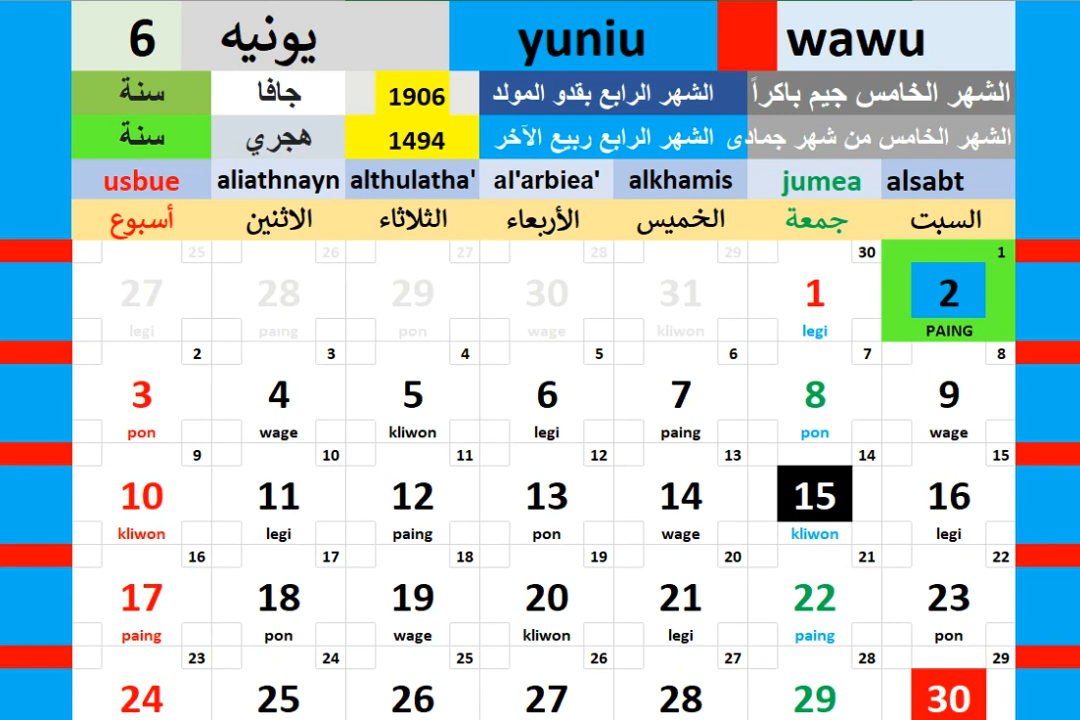 6 يونيه yuniu wawu
سنة جافا 1906 الشهر الرابع بقدو المولد الشهر الخامس جيم باكراً
سنة هجري 1494 الشهر الرابع ربيع الآخر الشهر الخامس من شهر جمادى
usbue aliathnayn althulatha' al'arbiea' alkhamis jumea alsabt
أسبوع الاثنين الثلاثاء الأربعاء الخميس جمعة السبت
25 26 27 28 29 30 1
27 28 29 30 31 1 2
legi paing pon wage kliwon legi PAING
2 3 4 5 6 7 8
3 4 5 6 7 8 9
pon wage kliwon legi paing pon wage
9 10 11 12 13 14 15
10 11 12 13 14 15 16
kliwon legi paing pon wage kliwon legi
16 17 18 19 20 21 22
17 18 19 20 21 22 23
paing pon wage kliwon legi paing pon
23 24 25 26 27 28 29
24 25 26 27 28 29 30